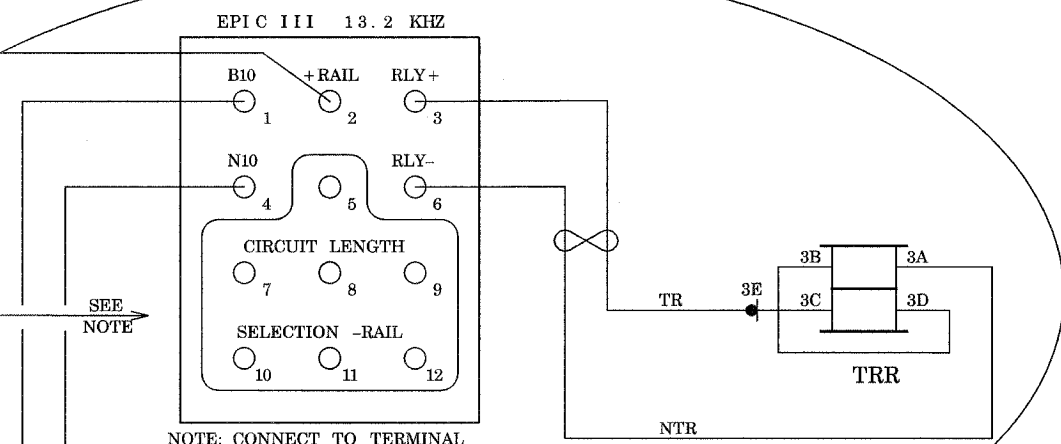 EPIC III 13.2 KHZ
B10 +RAIL RLY+
1 2 3
N10 RLY-
4 5 6
CIRCUIT LENGTH
7 8 9
SELECTION -RAIL
10 11 12
SEE
NOTE
NOTE: CONNECT TO TERMINAL
3B 3A
3E
TR 3C 3D
TRR
NTR